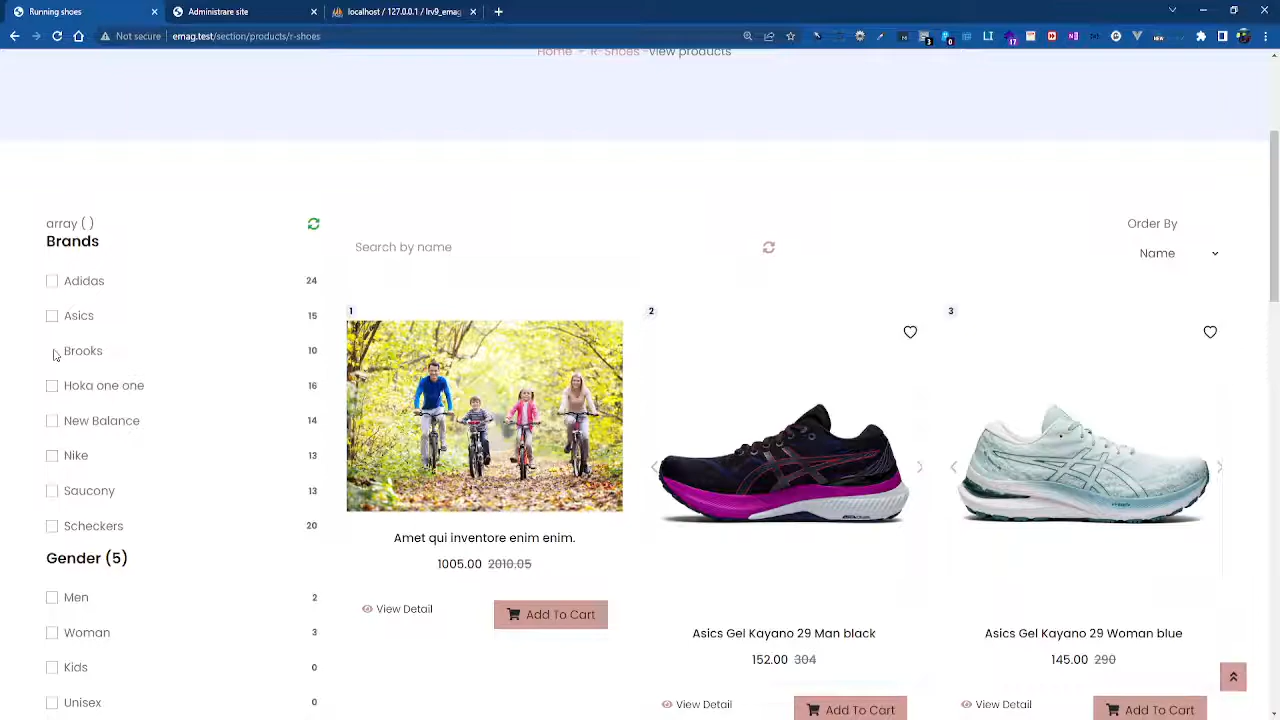 Running shoes
Administare site
localhost / 127.0.0.1 / lrv9_emag
Not secure
emag.test/section/products/r-shoes
Home - R-Shoes -View products
array ( )
Brands
Adidas 24
Asics 15
Brooks 10
Hoka one one 16
New Balance 14
Nike 13
Saucony 13
Scheckers 20
Gender (5)
Men 2
Woman 3
Kids 0
Unisex 0
Search by name
Order By
Name
1
Amet qui inventore enim enim.
1005.00 2010.05
View Detail
Add To Cart
2
Asics Gel Kayano 29 Man black
152.00 304
View Detail
Add To Cart
3
Asics Gel Kayano 29 Woman blue
145.00 290
View Detail
Add To Cart